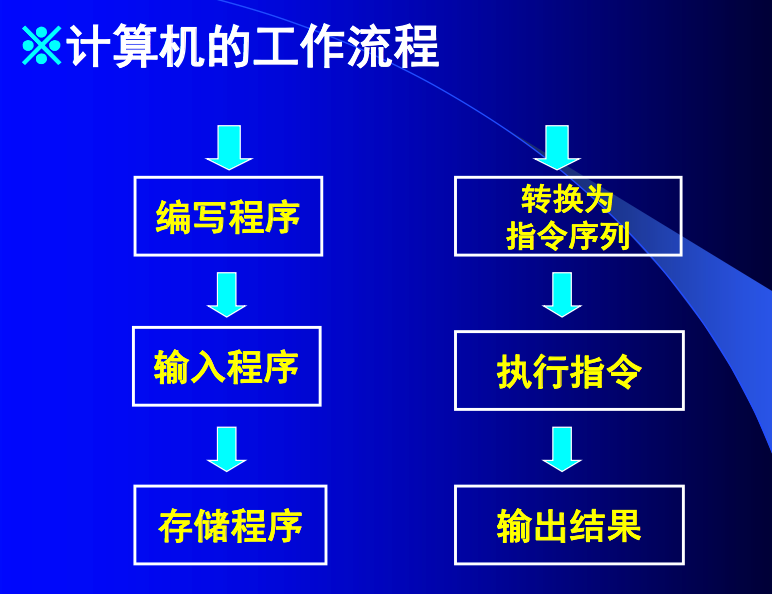 ※计算机的工作流程
编写程序
输入程序
存储程序
转换为
指令序列
执行指令
输出结果